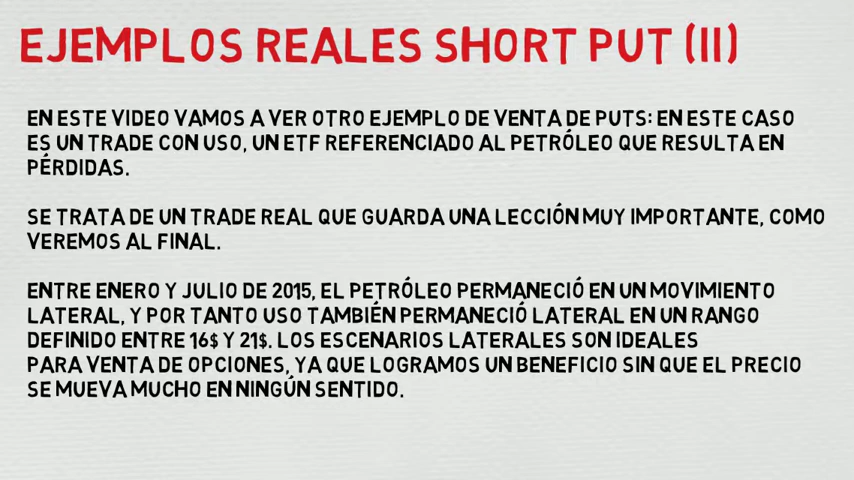 EJEMPLOS REALES SHORT PUT (II)
EN ESTE VIDEO VAMOS A VER OTRO EJEMPLO DE VENTA DE PUTS: EN ESTE CASO
ES UN TRADE CON USO, UN ETF REFERENCIADO AL PETRÓLEO QUE RESULTA EN
PÉRDIDAS.
SE TRATA DE UN TRADE REAL QUE GUARDA UNA LECCIÓN MUY IMPORTANTE, COMO
VEREMOS AL FINAL.
ENTRE ENERO Y JULIO DE 2015, EL PETRÓLEO PERMANECIÓ EN UN MOVIMIENTO
LATERAL, Y POR TANTO USO TAMBIÉN PERMANECIÓ LATERAL EN UN RANGO
DEFINIDO ENTRE 16$ Y 21$. LOS ESCENARIOS LATERALES SON IDEALES
PARA VENTA DE OPCIONES, YA QUE LOGRAMOS UN BENEFICIO SIN QUE EL PRECIO
SE MUEVA MUCHO EN NINGÚN SENTIDO.